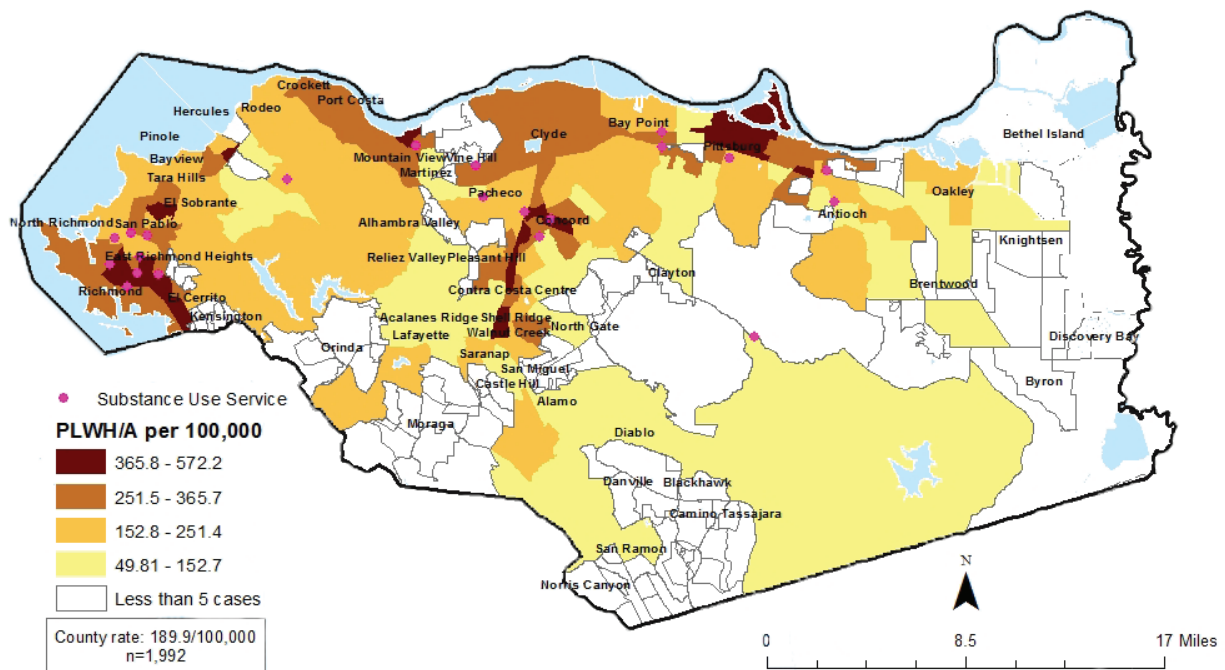 Crockett
Port Costa
Rodeo
Hercules
Pinole
Bayview
Tara Hills
El Sobrante
North Richmond
San Pablo
East Richmond Heights
Richmond
El Cerrito
Kensington
Mountain View
Vine Hill
Martinez
Clyde
Bay Point
Pittsburg
Bethel Island
Pacheco
Concord
Alhambra Valley
Antioch
Oakley
Knightsen
Reliez Valley
Pleasant Hill
Clayton
Brentwood
Contra Costa Centre
Acalanes Ridge
Shell Ridge
Walnut Creek
North Gate
Lafayette
Orinda
Saranap
San Miguel
Castle Hill
Alamo
Discovery Bay
Byron
Moraga
Diablo
Danville
Blackhawk
Camino Tassajara
San Ramon
Norris Canyon
Substance Use Service
PLWH/A per 100,000
365.8 - 572.2
251.5 - 365.7
152.8 - 251.4
49.81 - 152.7
Less than 5 cases
County rate: 189.9/100,000
n=1,992
N
0 8.5 17 Miles